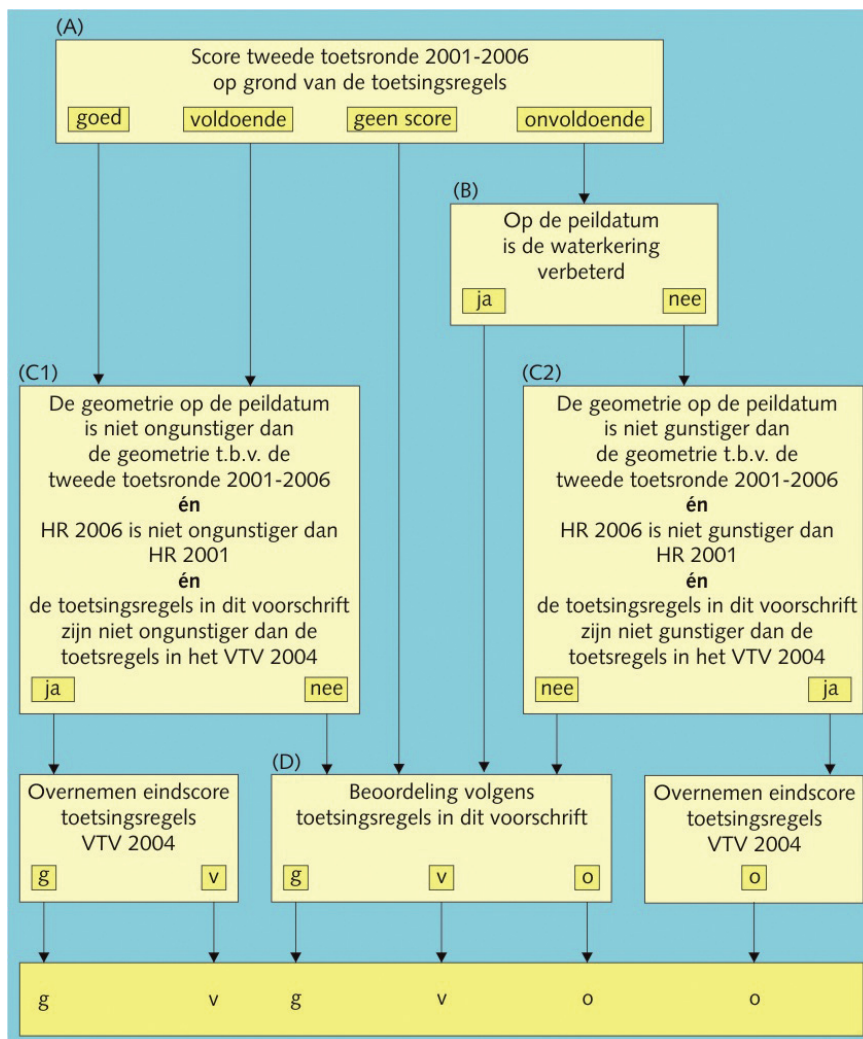 (A)
Score tweede toetsronde 2001-2006
op grond van de toetsingsregels
goed voldoende geen score onvoldoende
(B)
Op de peildatum
is de waterkering
verbeterd
ja nee
(C1)
De geometrie op de peildatum
is niet ongunstiger dan
de geometrie t.b.v. de
tweede toetsronde 2001-2006
én
HR 2006 is niet ongunstiger dan
HR 2001
én
de toetsingsregels in dit voorschrift
zijn niet ongunstiger dan de
toetsregels in het VTV 2004
ja nee
(C2)
De geometrie op de peildatum
is niet gunstiger dan
de geometrie t.b.v. de
tweede toetsronde 2001-2006
én
HR 2006 is niet gunstiger dan
HR 2001
én
de toetsingsregels in dit voorschrift
zijn niet gunstiger dan de
toetsregels in het VTV 2004
nee ja
Overnemen eindscore
toetsingsregels
VTV 2004
g v
(D)
Beoordeling volgens
toetsingsregels in dit voorschrift
g v o
Overnemen eindscore
toetsingsregels
VTV 2004
o
g v g v o o